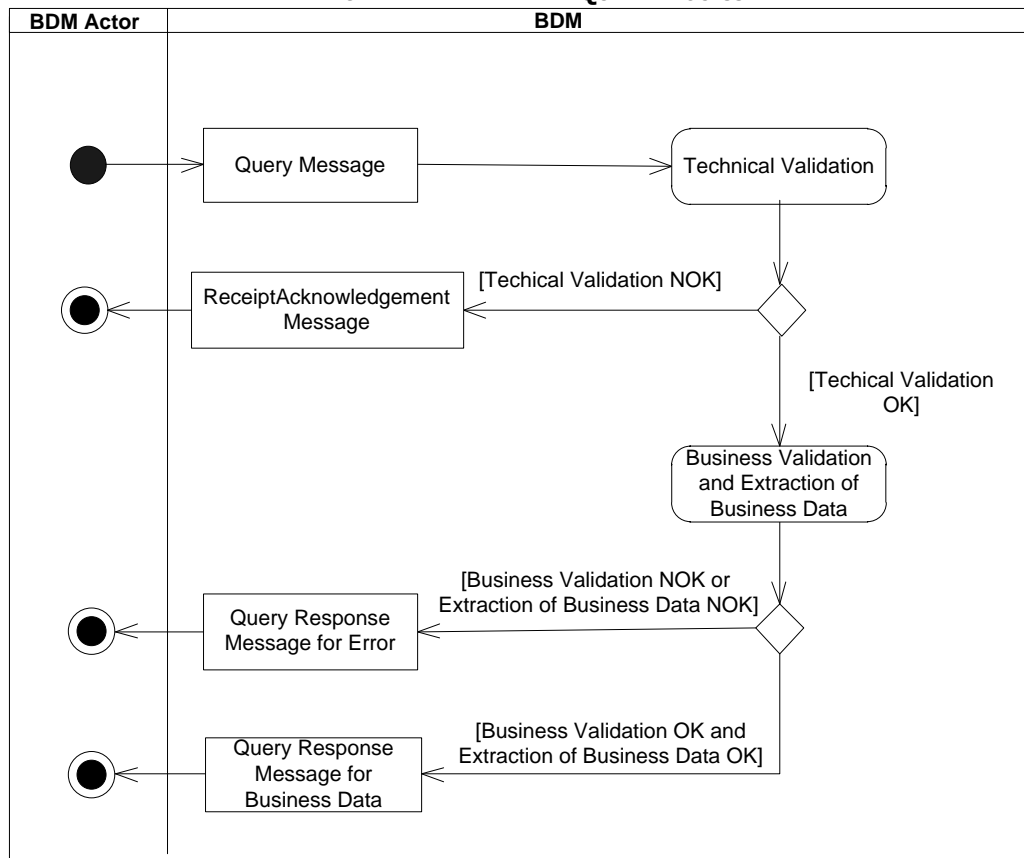 BDM Actor
BDM
Query Message
Technical Validation
[Techical Validation NOK]
ReceiptAcknowledgement
Message
[Techical Validation
OK]
Business Validation
and Extraction of
Business Data
[Business Validation NOK or
Extraction of Business Data NOK]
Query Response
Message for Error
[Business Validation OK and
Extraction of Business Data OK]
Query Response
Message for
Business Data